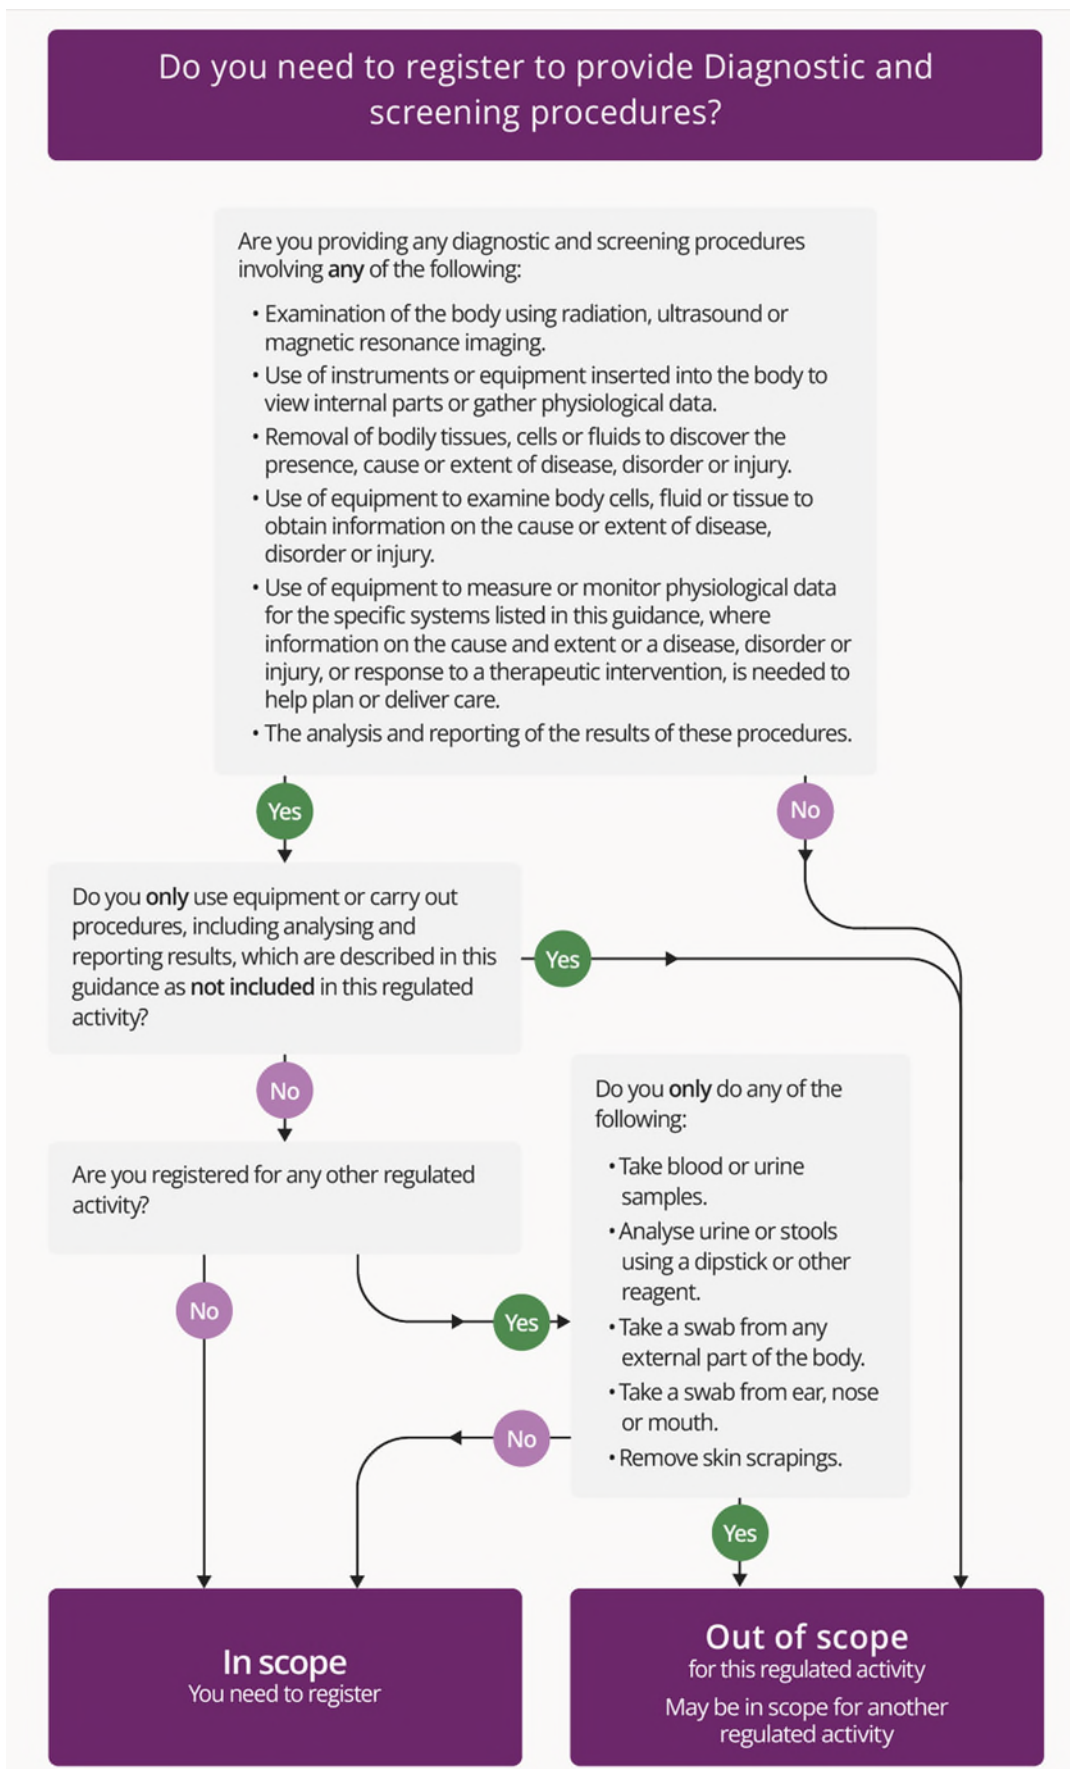 Do you need to register to provide Diagnostic and
screening procedures?
Are you providing any diagnostic and screening procedures
involving any of the following:
• Examination of the body using radiation, ultrasound or
magnetic resonance imaging.
• Use of instruments or equipment inserted into the body to
view internal parts or gather physiological data.
• Removal of bodily tissues, cells or fluids to discover the
presence, cause or extent of disease, disorder or injury.
• Use of equipment to examine body cells, fluid or tissue to
obtain information on the cause or extent of disease,
disorder or injury.
• Use of equipment to measure or monitor physiological data
for the specific systems listed in this guidance, where
information on the cause and extent or a disease, disorder or
injury, or response to a therapeutic intervention, is needed to
help plan or deliver care.
• The analysis and reporting of the results of these procedures.
Yes
No
Do you only use equipment or carry out
procedures, including analysing and
reporting results, which are described in this
guidance as not included in this regulated
activity?
Yes
No
Are you registered for any other regulated
activity?
No
Yes
Do you only do any of the
following:
• Take blood or urine
samples.
• Analyse urine or stools
using a dipstick or other
reagent.
• Take a swab from any
external part of the body.
• Take a swab from ear, nose
or mouth.
• Remove skin scrapings.
No
Yes
In scope
You need to register
Out of scope
for this regulated activity
May be in scope for another
regulated activity